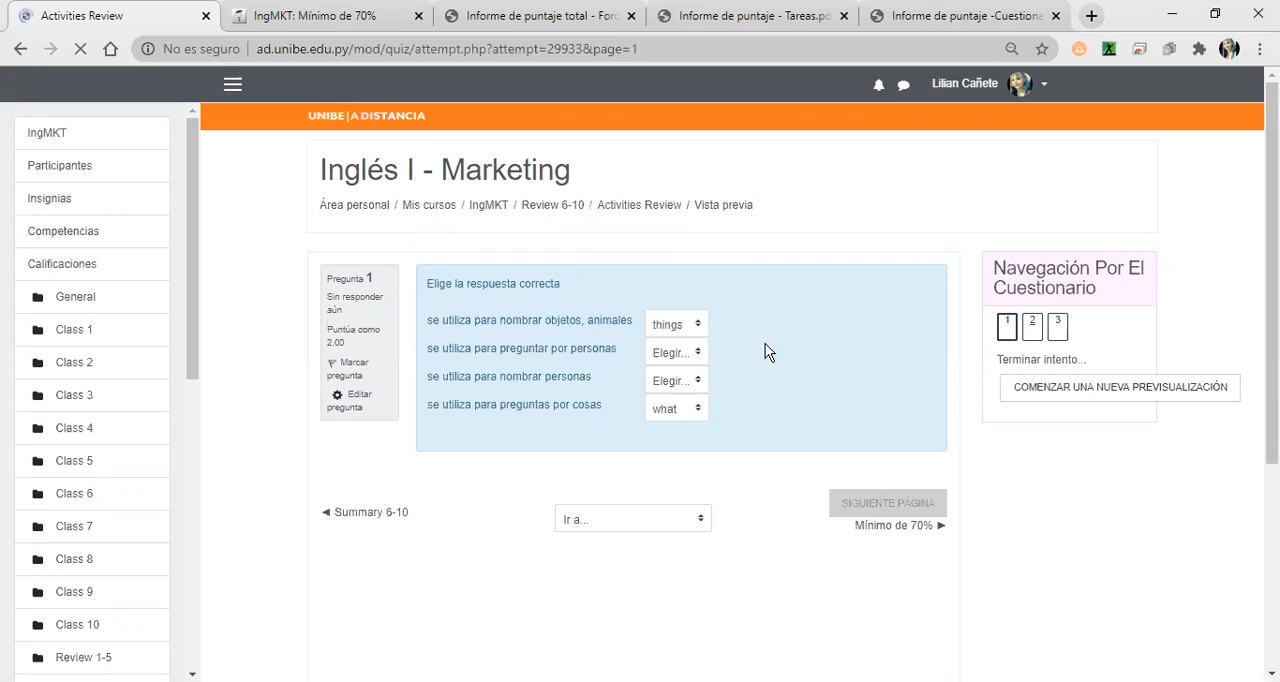 Activities Review
IngMKT: Mínimo de 70%
Informe de puntaje total - Foro
Informe de puntaje - Tareas.pd
Informe de puntaje -Cuestiona
No es seguro
ad.unibe.edu.py/mod/quiz/attempt.php?attempt=29933&page=1
Lilian Cañete
UNIBE | A DISTANCIA
IngMKT
Participantes
Insignias
Competencias
Calificaciones
General
Class 1
Class 2
Class 3
Class 4
Class 5
Class 6
Class 7
Class 8
Class 9
Class 10
Review 1-5
Inglés I - Marketing
Área personal / Mis cursos / IngMKT / Review 6-10 / Activities Review / Vista previa
Pregunta 1
Sin responder
aún
Puntúa como
2,00
Marcar
pregunta
Editar
pregunta
Elige la respuesta correcta
se utiliza para nombrar objetos, animales things
se utiliza para preguntar por personas Elegir...
se utiliza para nombrar personas Elegir...
se utiliza para preguntas por cosas what
◄ Summary 6-10
Ir a...
SIGUIENTE PÁGINA
Mínimo de 70% ►
Navegación Por El
Cuestionario
1 2 3
Terminar intento...
COMENZAR UNA NUEVA PREVISUALIZACIÓN